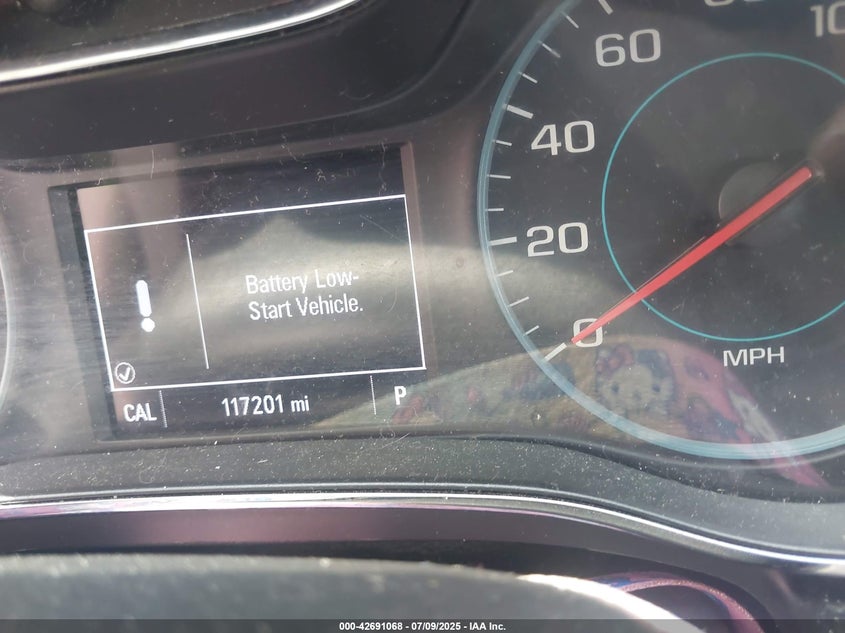 60
10
40
20
0
MPH
Battery Low-
Start Vehicle.
CAL
117201 mi
P
000-42691068 - 07/09/2025 - IAA Inc.